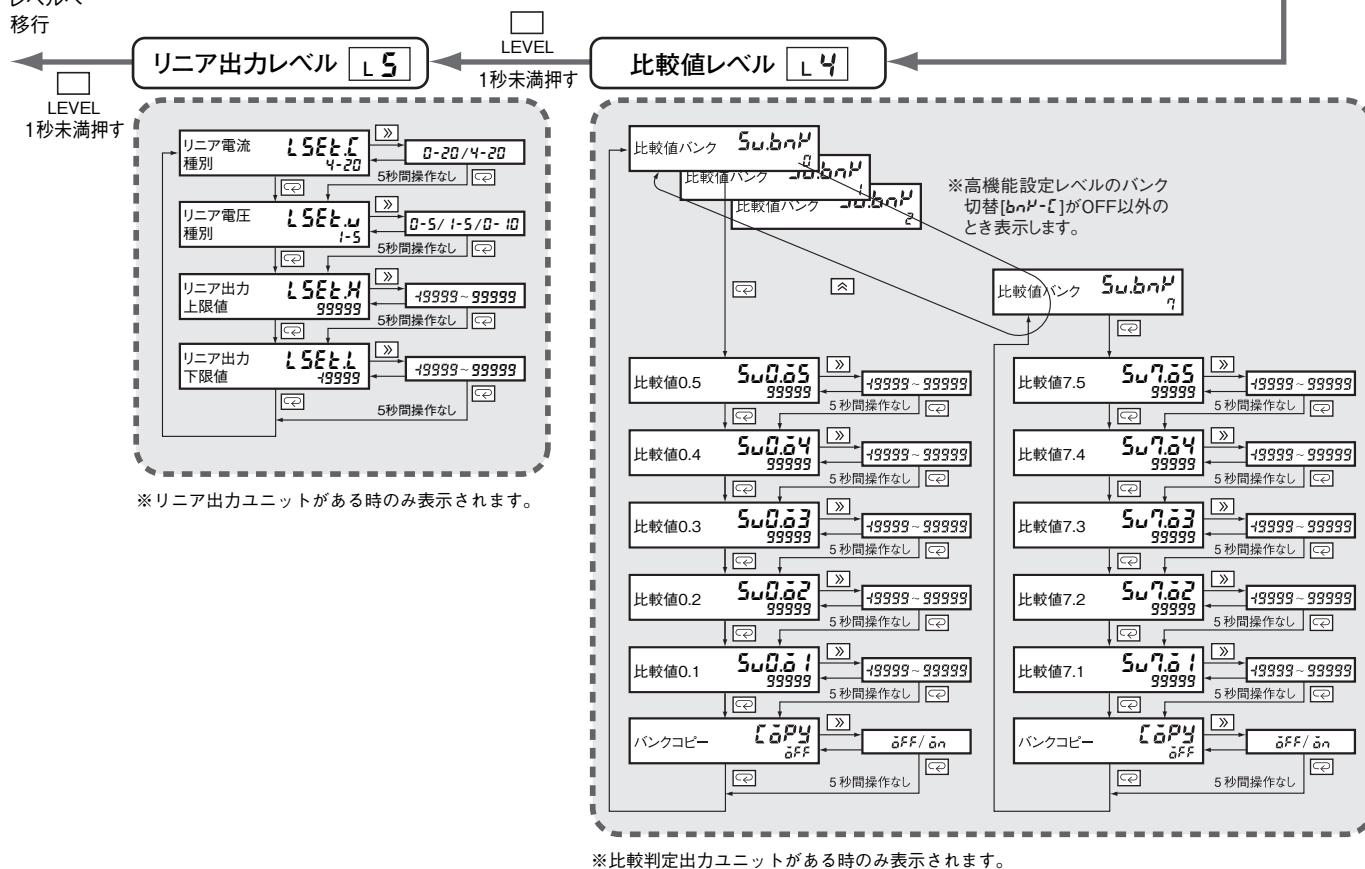 レベルへ
移行
LEVEL
1秒未満押す
リニア出力レベル L 5
LEVEL
1秒未満押す
比較値レベル L 4
リニア電流
種別
LSEt.C
4-20
0-20/4-20
5秒間操作なし
リニア電圧
種別
LSEt.u
1-5
0-5/1-5/0-10
5秒間操作なし
リニア出力
上限値
LSEt.H
99999
-19999~99999
5秒間操作なし
リニア出力
下限値
LSEt.L
-19999
-19999~99999
5秒間操作なし
※リニア出力ユニットがある時のみ表示されます。
比較値バンク Su.bnK
0
比較値バンク Su.bnK
1
比較値バンク Su.bnK
2
※高機能設定レベルのバンク
切替[bnK-C]がOFF以外の
とき表示します。
比較値バンク Su.bnK
7
比較値0.5 Su0.o5
99999
-19999~99999
5秒間操作なし
比較値0.4 Su0.o4
99999
-19999~99999
5秒間操作なし
比較値0.3 Su0.o3
99999
-19999~99999
5秒間操作なし
比較値0.2 Su0.o2
99999
-19999~99999
5秒間操作なし
比較値0.1 Su0.o1
99999
-19999~99999
5秒間操作なし
バンクコピー CoPy
oFF
oFF/on
5秒間操作なし
比較値7.5 Su7.o5
99999
-19999~99999
5秒間操作なし
比較値7.4 Su7.o4
99999
-19999~99999
5秒間操作なし
比較値7.3 Su7.o3
99999
-19999~99999
5秒間操作なし
比較値7.2 Su7.o2
99999
-19999~99999
5秒間操作なし
比較値7.1 Su7.o1
99999
-19999~99999
5秒間操作なし
バンクコピー CoPy
oFF
oFF/on
5秒間操作なし
※比較判定出力ユニットがある時のみ表示されます。